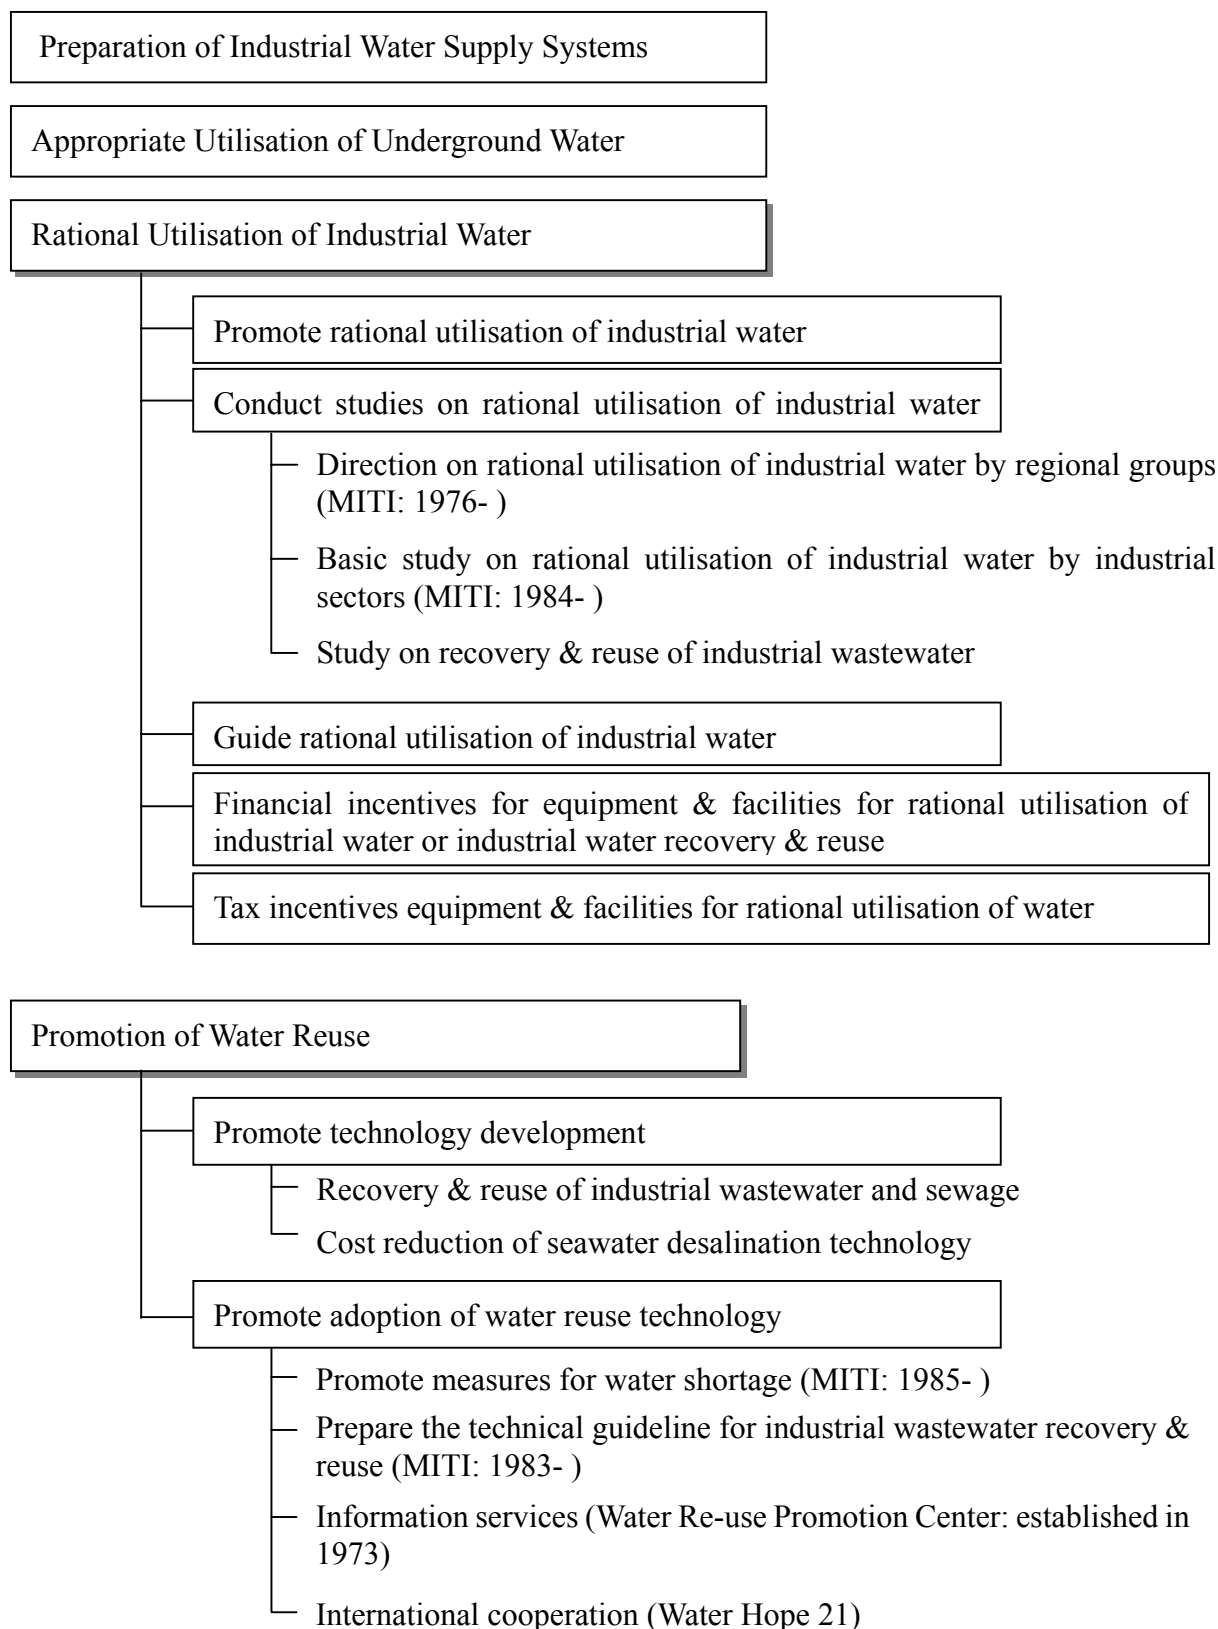 Preparation of Industrial Water Supply Systems
Appropriate Utilisation of Underground Water
Rational Utilisation of Industrial Water
Promote rational utilisation of industrial water
Conduct studies on rational utilisation of industrial water
Direction on rational utilisation of industrial water by regional groups
(MITI: 1976- )
Basic study on rational utilisation of industrial water by industrial
sectors (MITI: 1984- )
Study on recovery & reuse of industrial wastewater
Guide rational utilisation of industrial water
Financial incentives for equipment & facilities for rational utilisation of
industrial water or industrial water recovery & reuse
Tax incentives equipment & facilities for rational utilisation of water
Promotion of Water Reuse
Promote technology development
Recovery & reuse of industrial wastewater and sewage
Cost reduction of seawater desalination technology
Promote adoption of water reuse technology
Promote measures for water shortage (MITI: 1985- )
Prepare the technical guideline for industrial wastewater recovery &
reuse (MITI: 1983- )
Information services (Water Re-use Promotion Center: established in
1973)
International cooperation (Water Hope 21)